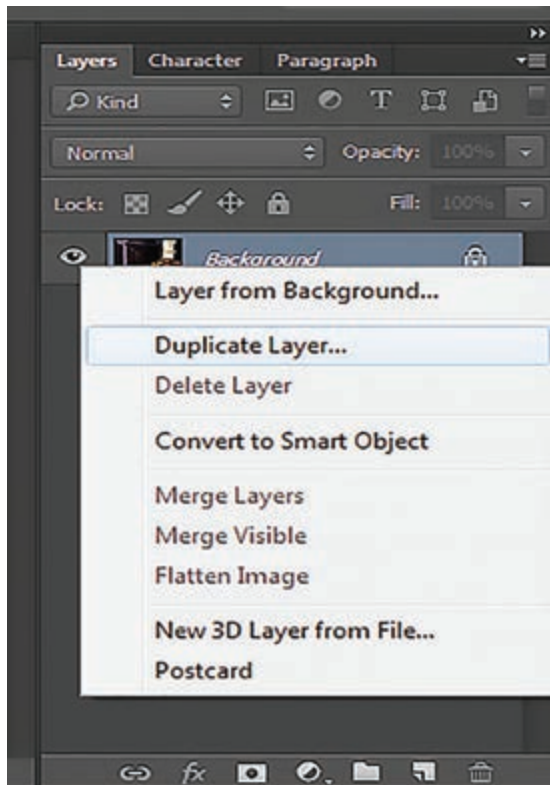 Layers Character Paragraph
Kind T
Normal Opacity: 100%
Lock: Fill: 100%
Background
Layer from Background...
Duplicate Layer...
Delete Layer
Convert to Smart Object
Merge Layers
Merge Visible
Flatten Image
New 3D Layer from File...
Postcard
fx